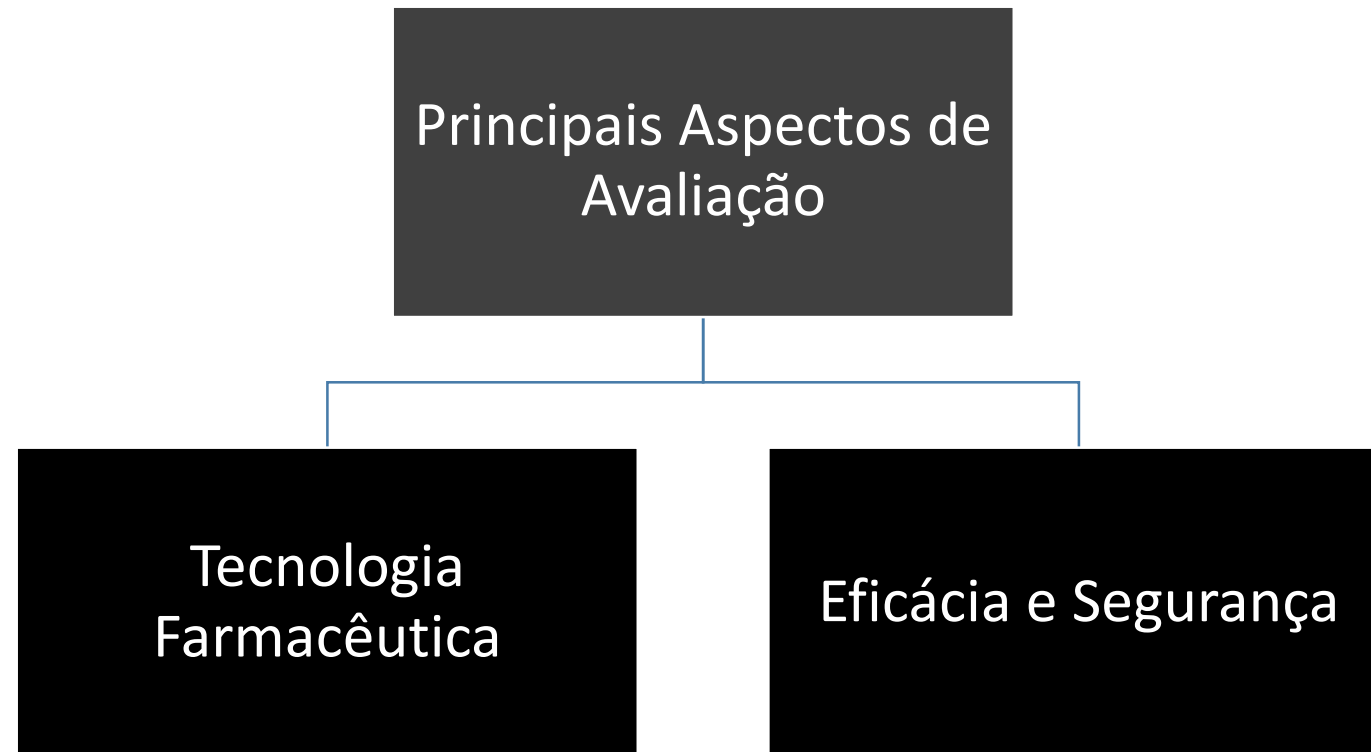 Principais Aspectos de
Avaliação
Tecnologia
Farmacêutica
Eficácia e Segurança